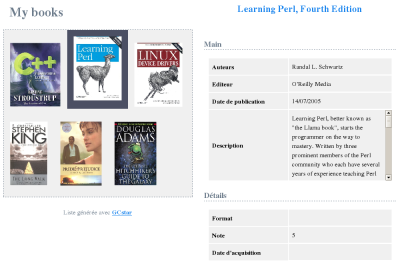 My books
C++
STROUSTRUP
Learning
Perl
LINUX
DEVICE DRIVERS
STEPHEN
KING
DOUGLAS
ADAMS
HITCHHIKER'S
GUIDE TO
THE GALAXY
Liste générée avec GCstar
Learning Perl, Fourth Edition
Main
Auteurs Randal L. Schwartz
Editeur O'Reilly Media
Date de publication 14/07/2005
Description
Learning Perl, better known as
"the Llama book", starts the
programmer on the way to
mastery. Written by three
prominent members of the Perl
community who each have several
years of experience teaching Perl
Détails
Format
Note 5
Date d'acquisition